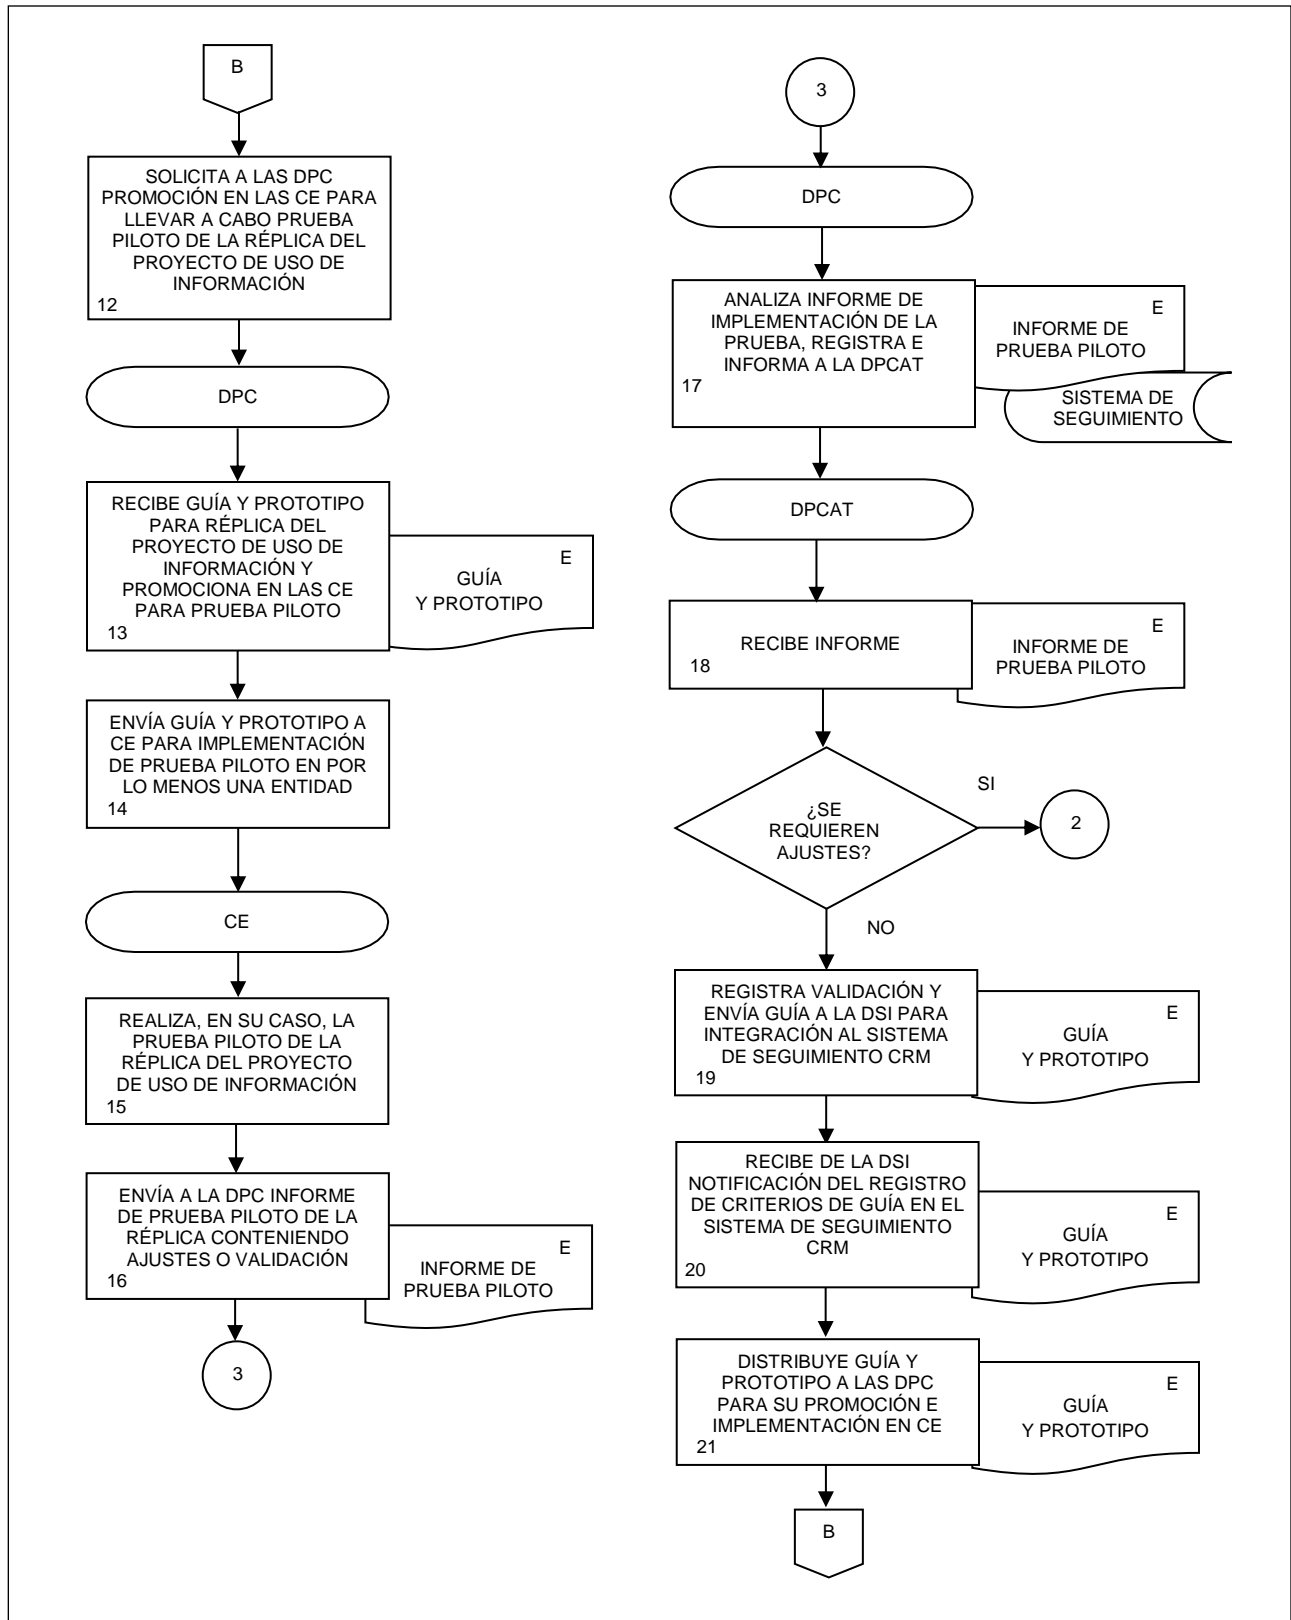 B
SOLICITA A LAS DPC
PROMOCIÓN EN LAS CE PARA
LLEVAR A CABO PRUEBA
PILOTO DE LA RÉPLICA DEL
PROYECTO DE USO DE
INFORMACIÓN
12
DPC
RECIBE GUÍA Y PROTOTIPO
PARA RÉPLICA DEL
PROYECTO DE USO DE
INFORMACIÓN Y
PROMOCIONA EN LAS CE
PARA PRUEBA PILOTO
13
E
GUÍA
Y PROTOTIPO
ENVÍA GUÍA Y PROTOTIPO A
CE PARA IMPLEMENTACIÓN
DE PRUEBA PILOTO EN POR
LO MENOS UNA ENTIDAD
14
CE
REALIZA, EN SU CASO, LA
PRUEBA PILOTO DE LA
RÉPLICA DEL PROYECTO
DE USO DE INFORMACIÓN
15
ENVÍA A LA DPC INFORME
DE PRUEBA PILOTO DE LA
RÉPLICA CONTENIENDO
AJUSTES O VALIDACIÓN
16
E
INFORME DE
PRUEBA PILOTO
3
3
DPC
ANALIZA INFORME DE
IMPLEMENTACIÓN DE LA
PRUEBA, REGISTRA E
INFORMA A LA DPCAT
17
E
INFORME DE
PRUEBA PILOTO
SISTEMA DE
SEGUIMIENTO
DPCAT
RECIBE INFORME
18
E
INFORME DE
PRUEBA PILOTO
¿SE
REQUIEREN
AJUSTES?
SI
2
NO
REGISTRA VALIDACIÓN Y
ENVÍA GUÍA A LA DSI PARA
INTEGRACIÓN AL SISTEMA
DE SEGUIMIENTO CRM
19
E
GUÍA
Y PROTOTIPO
RECIBE DE LA DSI
NOTIFICACIÓN DEL REGISTRO
DE CRITERIOS DE GUÍA EN EL
SISTEMA DE SEGUIMIENTO
CRM
20
E
GUÍA
Y PROTOTIPO
DISTRIBUYE GUÍA Y
PROTOTIPO A LAS DPC
PARA SU PROMOCIÓN E
IMPLEMENTACIÓN EN CE
21
E
GUÍA
Y PROTOTIPO
B